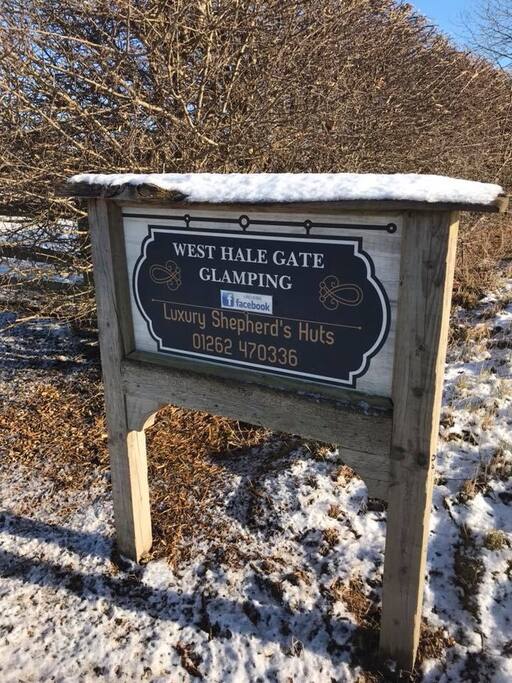 WEST HALE GATE
GLAMPING
f facebook
Luxury Shepherd's Huts
01262 470336